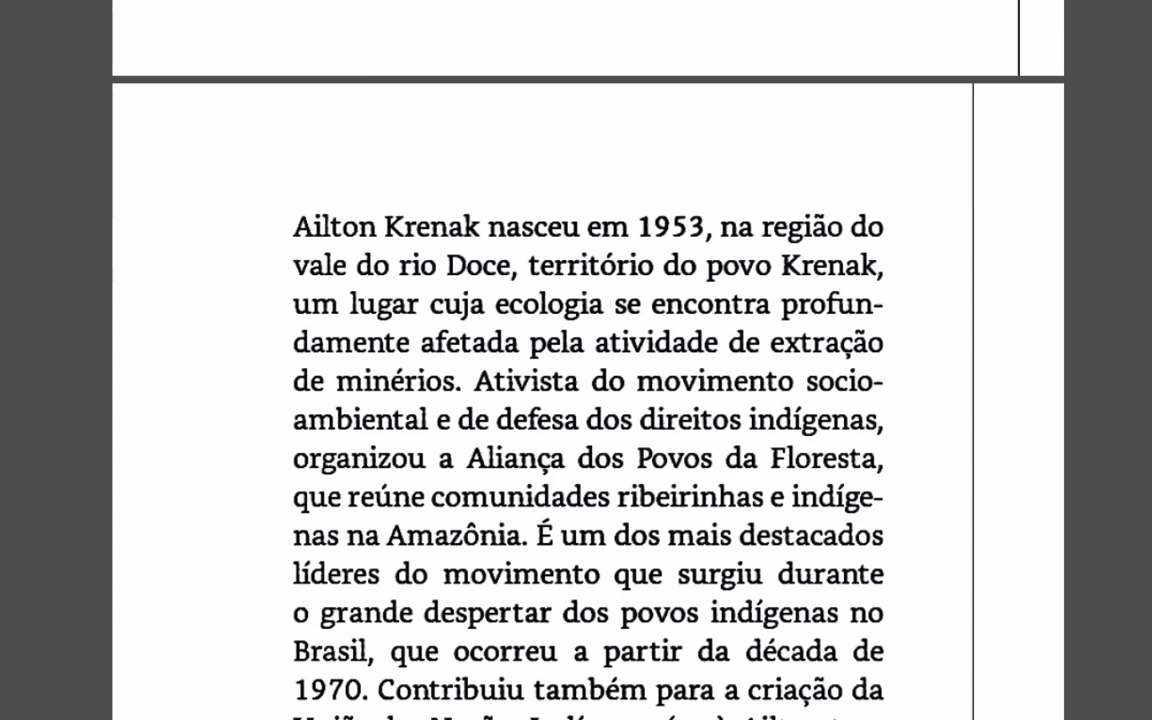 Ailton Krenak nasceu em 1953, na região do
vale do rio Doce, território do povo Krenak,
um lugar cuja ecologia se encontra profun-
damente afetada pela atividade de extração
de minérios. Ativista do movimento socio-
ambiental e de defesa dos direitos indígenas,
organizou a Aliança dos Povos da Floresta,
que reúne comunidades ribeirinhas e indíge-
nas na Amazônia. É um dos mais destacados
líderes do movimento que surgiu durante
o grande despertar dos povos indígenas no
Brasil, que ocorreu a partir da década de
1970. Contribuiu também para a criação da